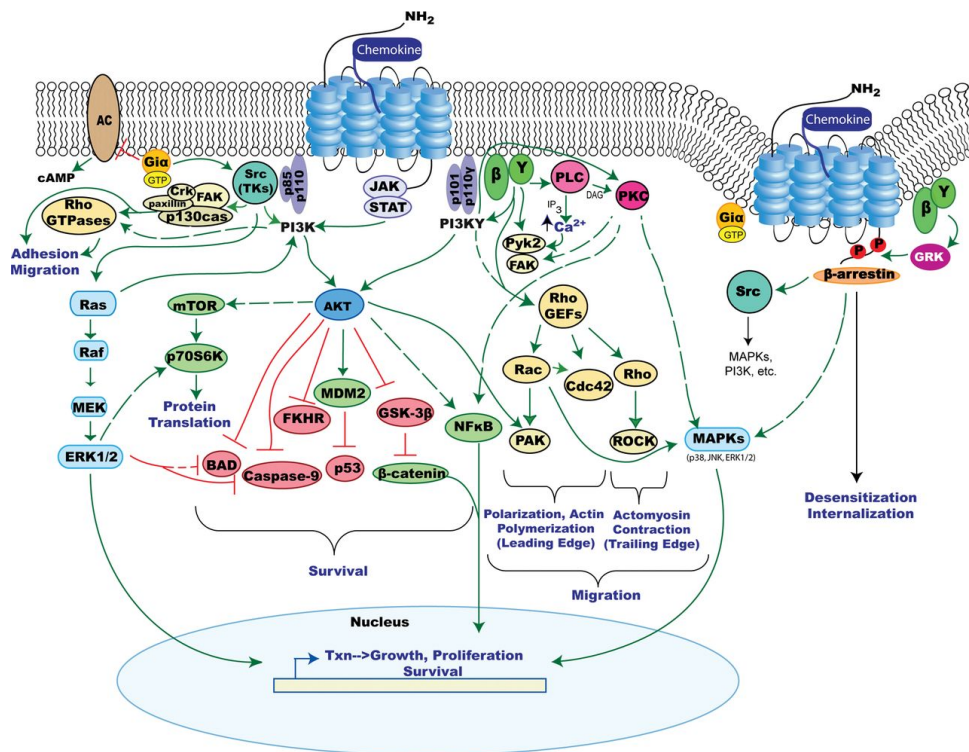 NH2
Chemokine
NH2
Chemokine
AC
Giα
GTP
cAMP
Src
(TKs)
p85
p110
Crk
FAK
paxillin
p130cas
Rho
GTPases
Adhesion
Migration
PI3K
JAK
STAT
p101
p110γ
PI3KΥ
β
Υ
PLC
DAG
PKC
IP3
Ca2+
Pyk2
FAK
Giα
GTP
β
Υ
P
P
GRK
β-arrestin
Src
MAPKs,
PI3K, etc.
Ras
Raf
MEK
ERK1/2
mTOR
p70S6K
Protein
Translation
AKT
MDM2
FKHR
GSK-3β
BAD
Caspase-9
p53
β-catenin
NFκB
Rho
GEFs
Rac
Cdc42
Rho
PAK
ROCK
MAPKs
(p38, JNK, ERK1/2)
Desensitization
Internalization
Polarization, Actin
Polymerization
(Leading Edge)
Actomyosin
Contraction
(Trailing Edge)
Survival
Migration
Nucleus
Txn-->Growth, Proliferation
Survival